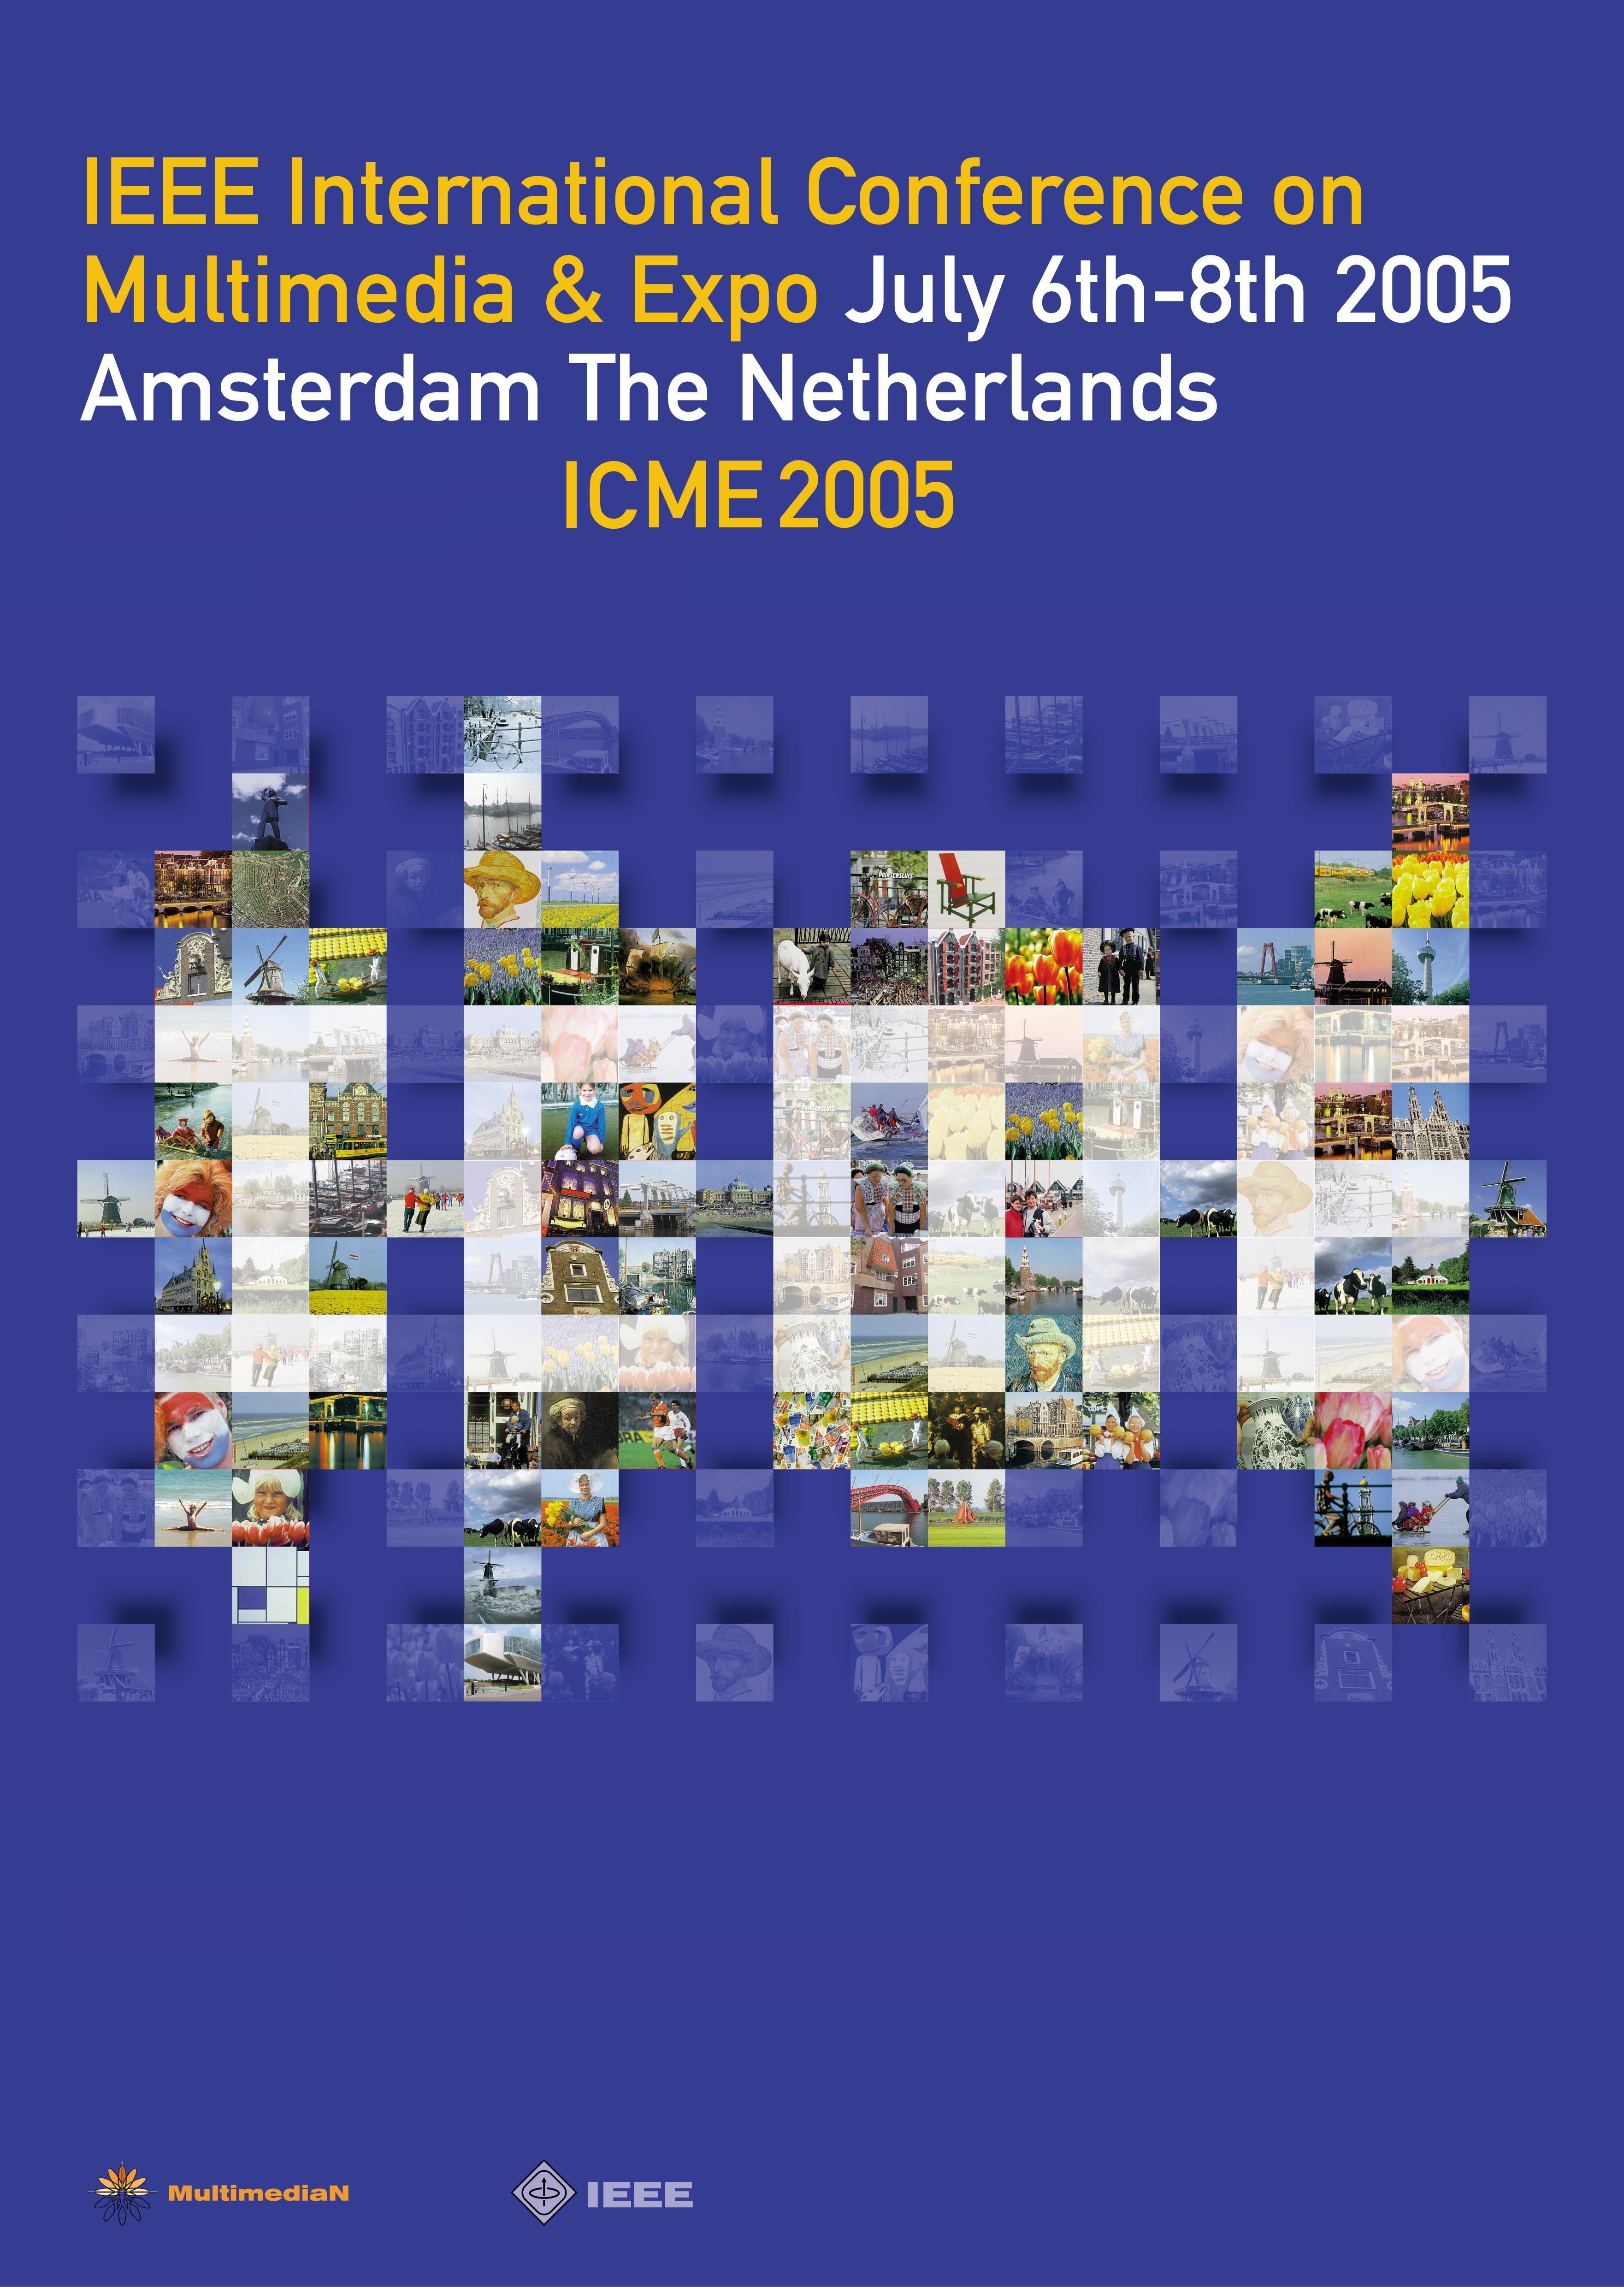 IEEE International Conference on
Multimedia & Expo July 6th-8th 2005
Amsterdam The Netherlands
ICME 2005
MultimediaN
IEEE